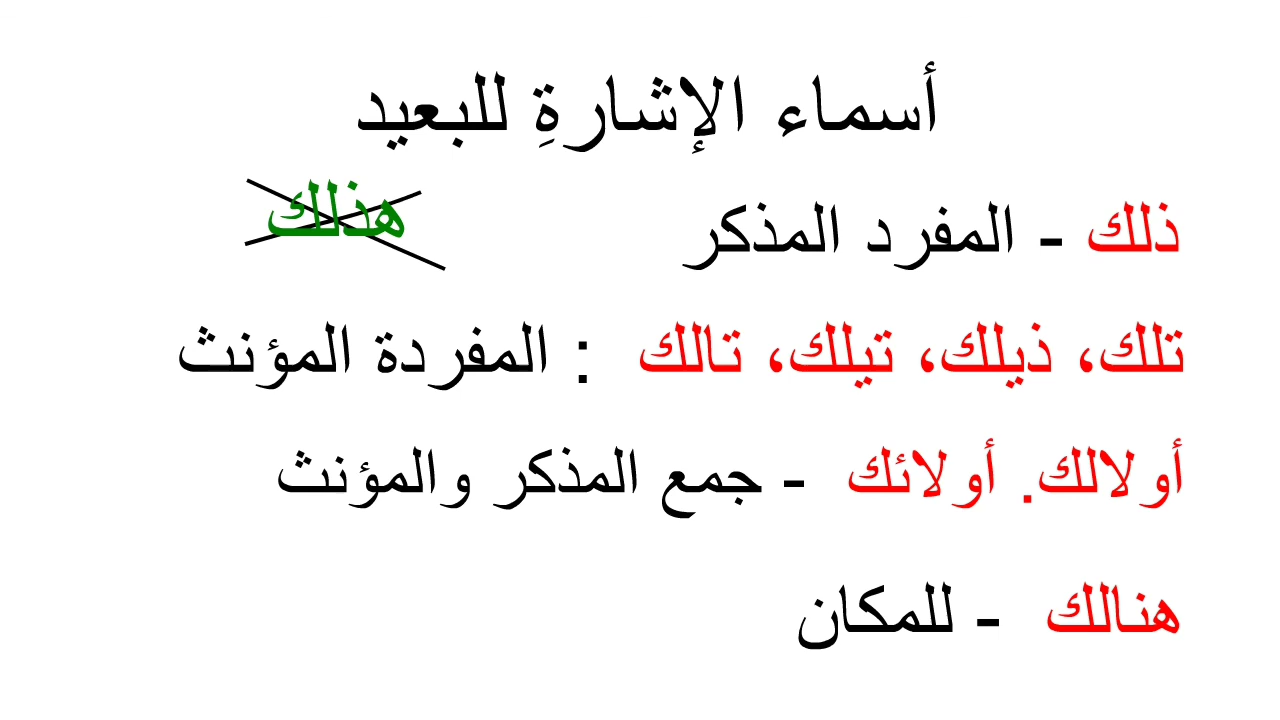 أسماء الإشارةِ للبعيد
هذلك
ذلك - المفرد المذكر
تلك، ذيلك، تيلك، تالك : المفردة المؤنث
أولالك. أولائك - جمع المذكر والمؤنث
هنالك - للمكان